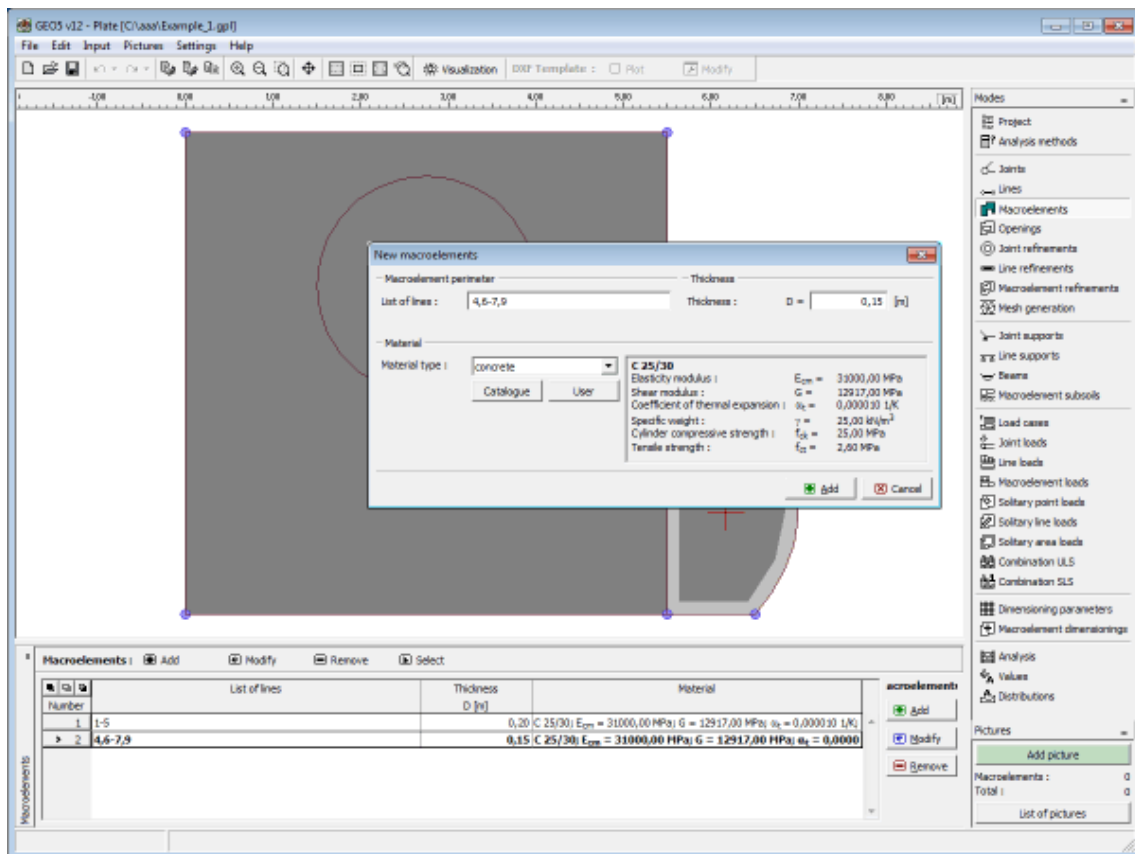 GEO5 v12 - Plate [C:\aaa\Example_1.gpl]
File Edit Input Pictures Settings Help
Visualization DXF Template : Plot Modify
-1,00 0,00 1,00 2,00 3,00 4,00 5,00 6,00 7,00 8,00 [m]
New macroelements
Macroelement perimeter
Thickness
List of lines :
4,6-7,9
Thickness :
D =
0,15
[m]
Material
Material type :
concrete
Catalogue
User
C 25/30
Elasticity modulus : Ecm = 31000,00 MPa
Shear modulus : G = 12917,00 MPa
Coefficient of thermal expansion : αt = 0,000010 1/K
Specific weight : γ = 25,00 kN/m3
Cylinder compressive strength : fck = 25,00 MPa
Tensile strength : fct = 2,60 MPa
Add
Cancel
Modes
Project
Analysis methods
Joints
Lines
Macroelements
Openings
Joint refinements
Line refinements
Macroelement refinements
Mesh generation
Joint supports
Line supports
Beams
Macroelement subsoils
Load cases
Joint loads
Line loads
Macroelement loads
Solitary point loads
Solitary line loads
Solitary area loads
Combination ULS
Combination SLS
Dimensioning parameters
Macroelement dimensionings
Analysis
Values
Distributions
Pictures
Add picture
Macroelements : 0
Total : 0
List of pictures
Macroelements
Macroelements : Add Modify Remove Select
Number
List of lines
Thickness
D [m]
Material
1 1-5 0,20 C 25/30; Ecm = 31000,00 MPa; G = 12917,00 MPa; αt = 0,000010 1/K;
2 4,6-7,9 0,15 C 25/30; Ecm = 31000,00 MPa; G = 12917,00 MPa; αt = 0,0000
acroelements
Add
Modify
Remove